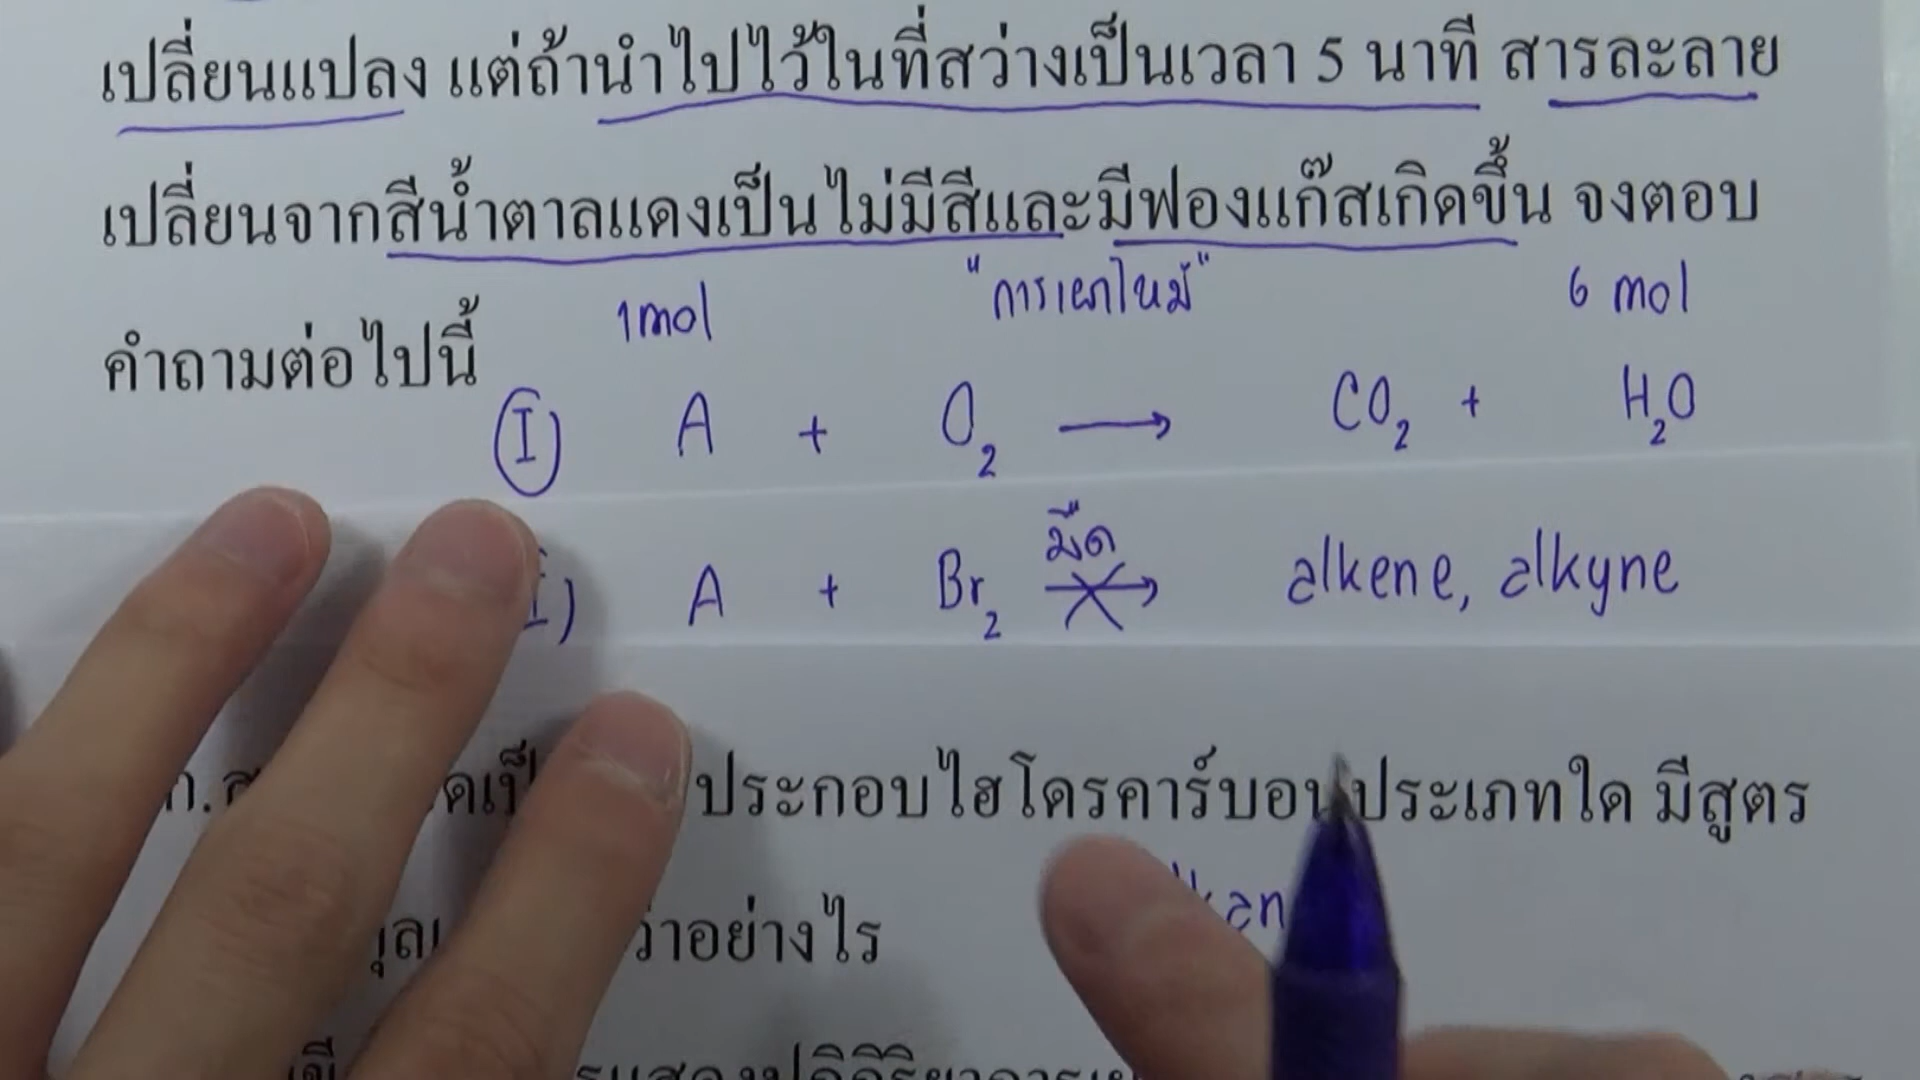 เปลี่ยนแปลง แต่ถ้านำไปไว้ในที่สว่างเป็นเวลา 5 นาที สารละลาย
เปลี่ยนจากสีน้ำตาลแดงเป็นไม่มีสีและมีฟองแก๊สเกิดขึ้น จงตอบ
คำถามต่อไปนี้
1 mol "การเผาไหม้" 6 mol
(I) A + O2 → CO2 + H2O
มืด
A + Br2 → alkene, alkyne
ก. ประกอบไฮโดรคาร์บอนประเภทใด มีสูตร
ว่าอย่างไร